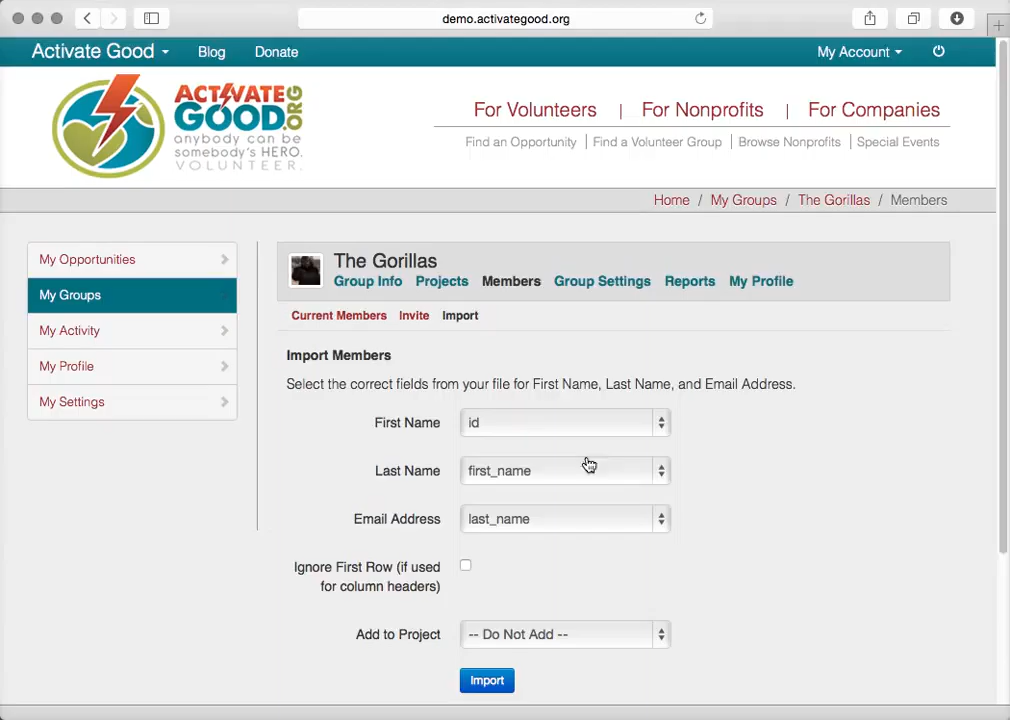 demo.activategood.org
Activate Good Blog Donate My Account
ACTIVATE
GOOD.ORG
anybody can be
somebody's HERO.
VOLUNTEER.
For Volunteers | For Nonprofits | For Companies
Find an Opportunity | Find a Volunteer Group | Browse Nonprofits | Special Events
Home / My Groups / The Gorillas / Members
My Opportunities
My Groups
My Activity
My Profile
My Settings
The Gorillas
Group Info Projects Members Group Settings Reports My Profile
Current Members Invite Import
Import Members
Select the correct fields from your file for First Name, Last Name, and Email Address.
First Name id
Last Name first_name
Email Address last_name
Ignore First Row (if used
for column headers)
Add to Project -- Do Not Add --
Import